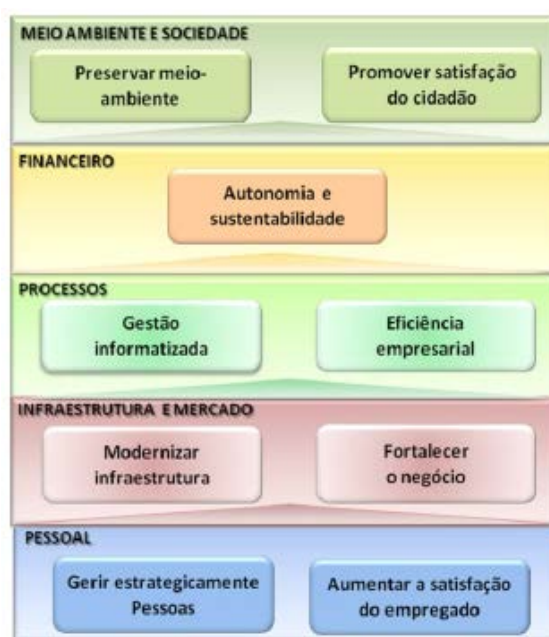 MEIO AMBIENTE E SOCIEDADE
Preservar meio-
ambiente
Promover satisfação
do cidadão
FINANCEIRO
Autonomia e
sustentabilidade
PROCESSOS
Gestão
informatizada
Eficiência
empresarial
INFRAESTRUTURA E MERCADO
Modernizar
infraestrutura
Fortalecer
o negócio
PESSOAL
Gerir estrategicamente
Pessoas
Aumentar a satisfação
do empregado